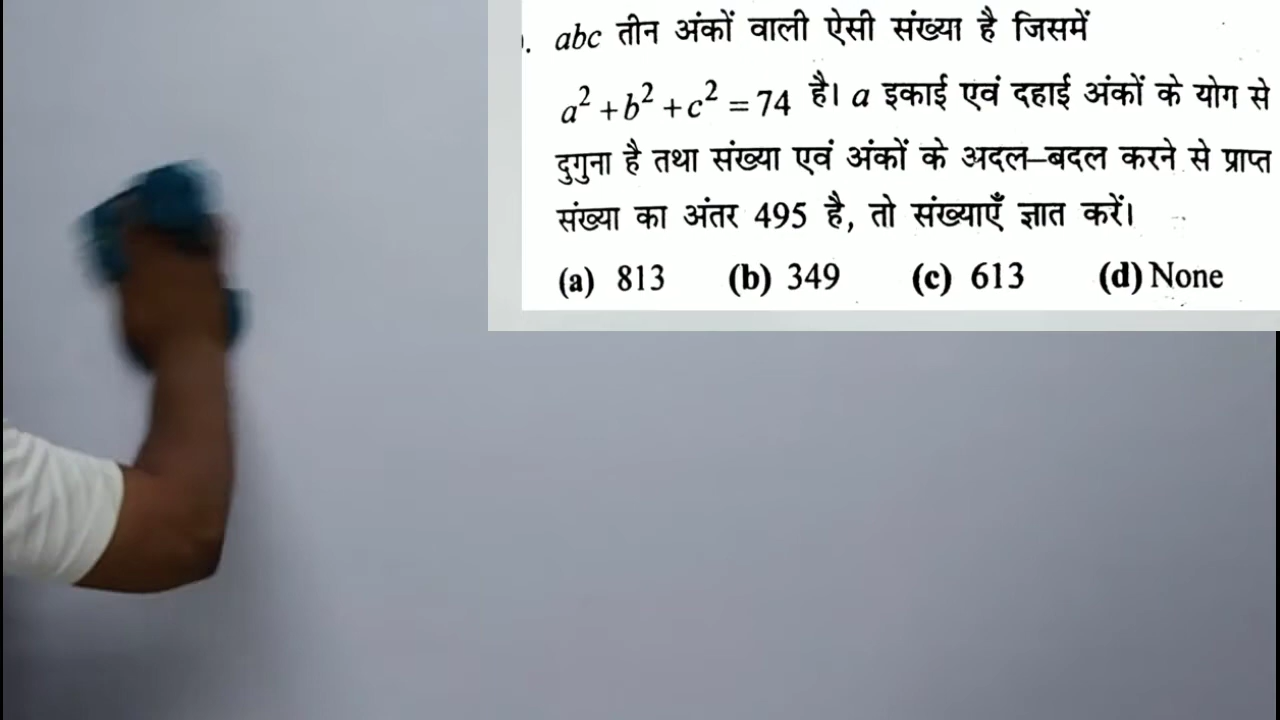 . abc तीन अंकों वाली ऐसी संख्या है जिसमें
a² + b² + c² = 74 है। a इकाई एवं दहाई अंकों के योग से
दुगुना है तथा संख्या एवं अंकों के अदल–बदल करने से प्राप्त
संख्या का अंतर 495 है, तो संख्याएँ ज्ञात करें।
(a) 813 (b) 349 (c) 613 (d) None